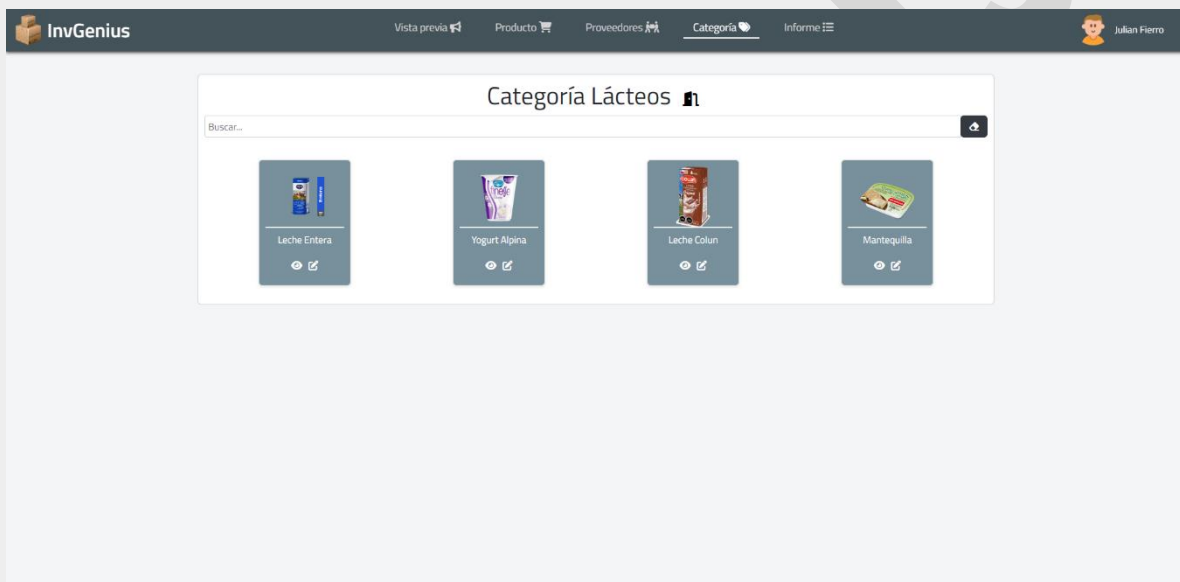 InvGenius
Vista previa
Producto
Proveedores
Categoría
Informe
Julian Fierro
Categoría Lácteos
Buscar...
Leche Entera
Yogurt Alpina
Leche Colun
Mantequilla